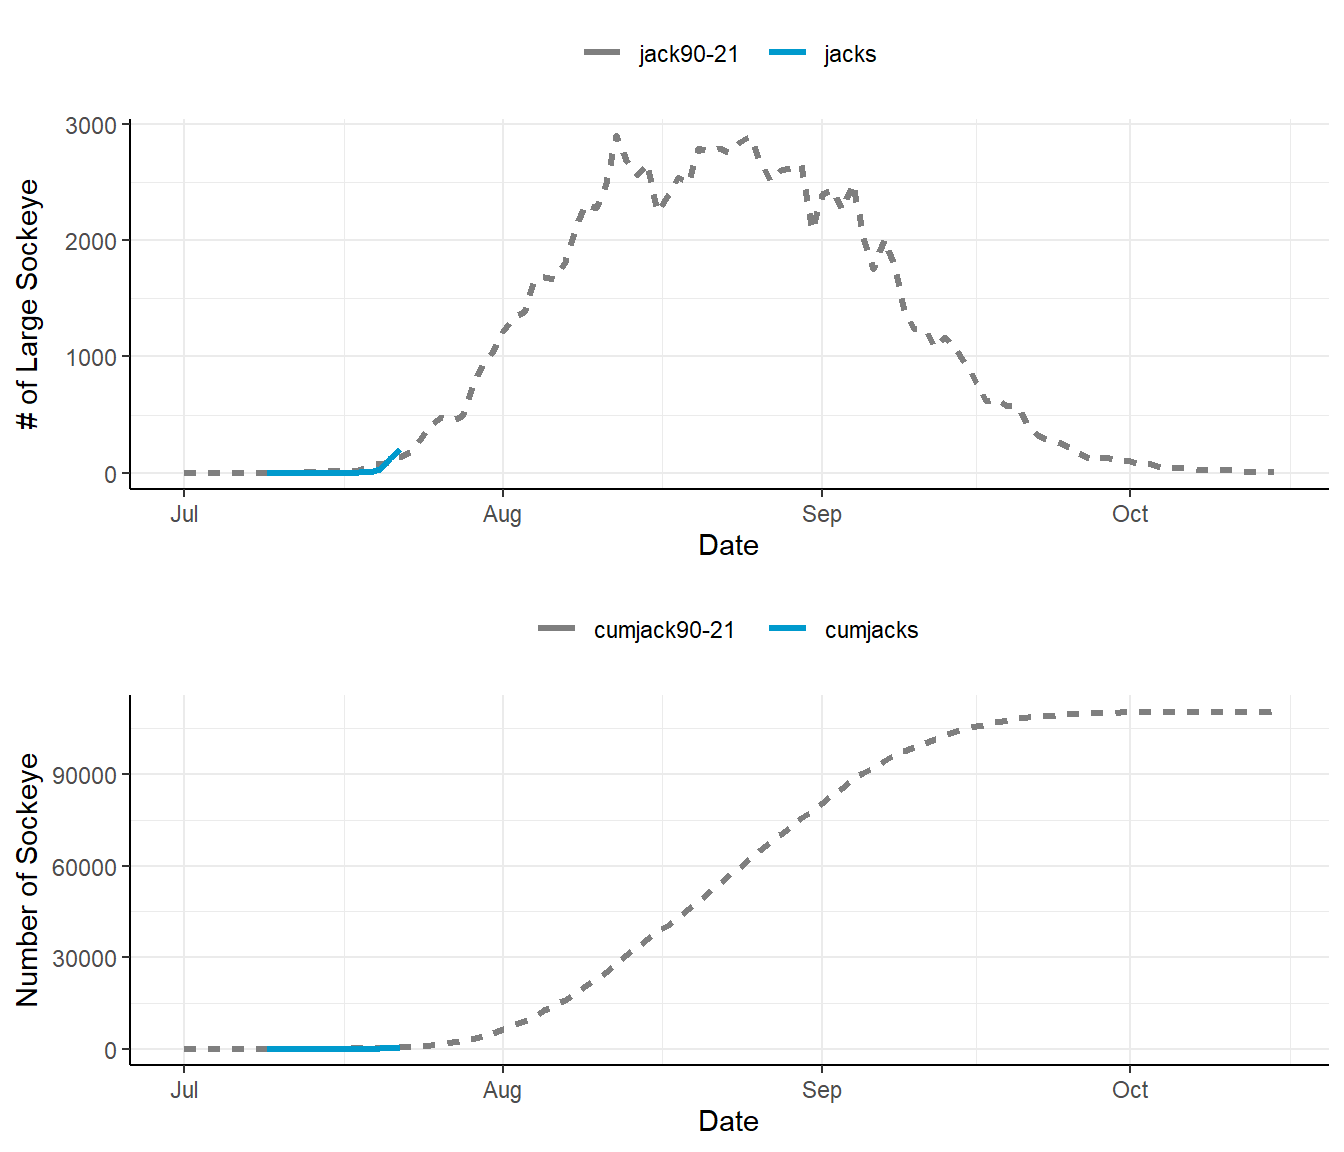 jack90-21 jacks
3000
2000
1000
0
# of Large Sockeye
Jul Aug Sep Oct
Date
cumjack90-21 cumjacks
90000
60000
30000
0
Number of Sockeye
Jul Aug Sep Oct
Date